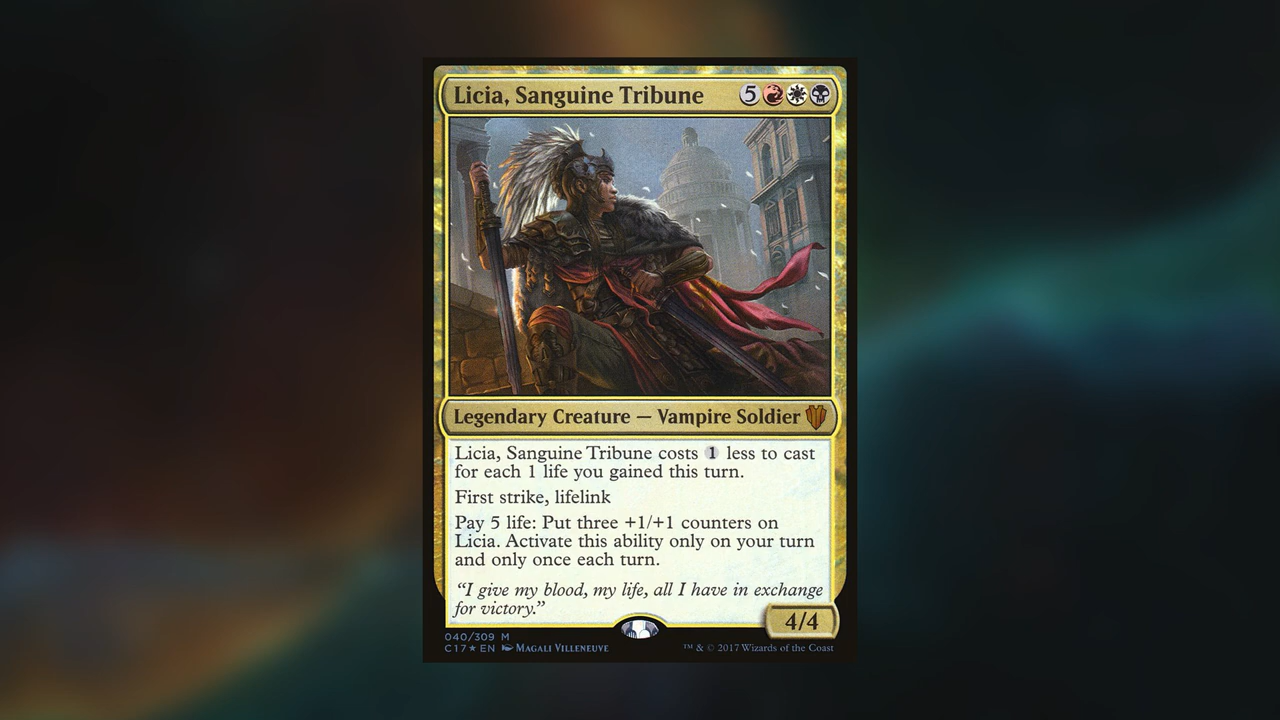 Licia, Sanguine Tribune 5
Legendary Creature — Vampire Soldier
Licia, Sanguine Tribune costs 1 less to cast
for each 1 life you gained this turn.
First strike, lifelink
Pay 5 life: Put three +1/+1 counters on
Licia. Activate this ability only on your turn
and only once each turn.
“I give my blood, my life, all I have in exchange
for victory.”
4/4
040/309 M
C17★EN Magali Villeneuve
™ & © 2017 Wizards of the Coast